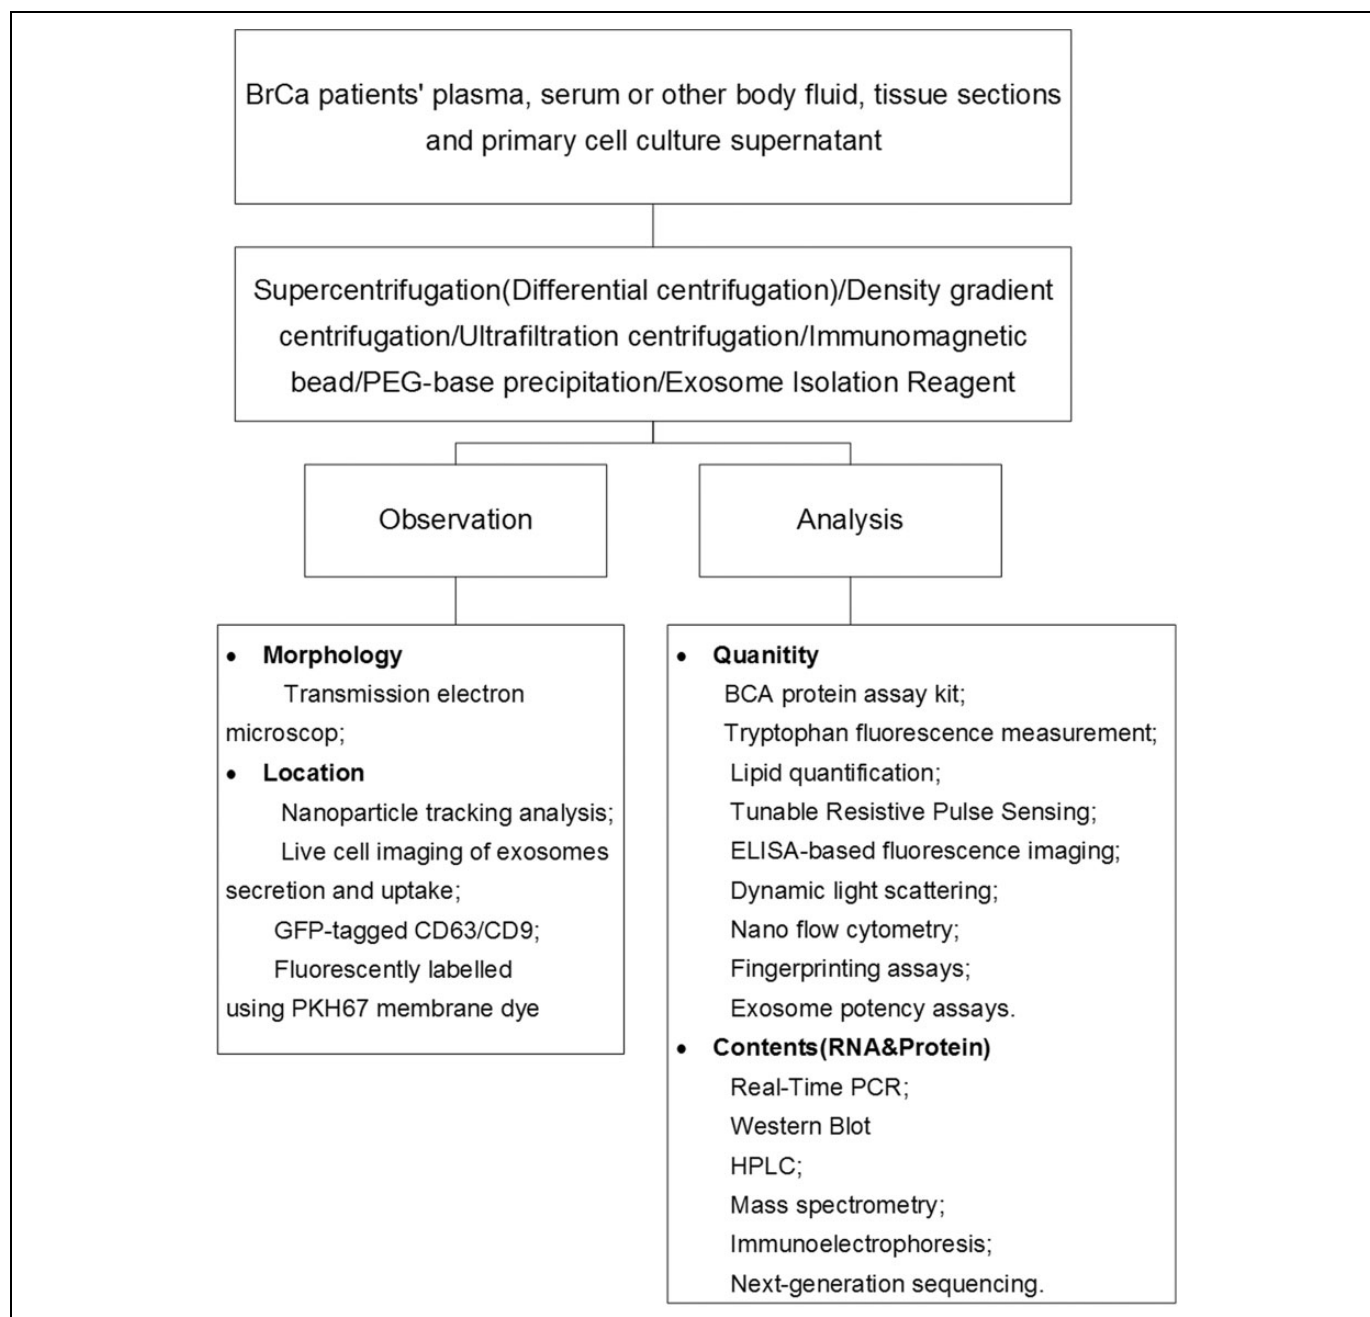 BrCa patients' plasma, serum or other body fluid, tissue sections
and primary cell culture supernatant
Supercentrifugation(Differential centrifugation)/Density gradient
centrifugation/Ultrafiltration centrifugation/Immunomagnetic
bead/PEG-base precipitation/Exosome Isolation Reagent
Observation
Analysis
• Morphology
Transmission electron
microscop;
• Location
Nanoparticle tracking analysis;
Live cell imaging of exosomes
secretion and uptake;
GFP-tagged CD63/CD9;
Fluorescently labelled
using PKH67 membrane dye
• Quanitity
BCA protein assay kit;
Tryptophan fluorescence measurement;
Lipid quantification;
Tunable Resistive Pulse Sensing;
ELISA-based fluorescence imaging;
Dynamic light scattering;
Nano flow cytometry;
Fingerprinting assays;
Exosome potency assays.
• Contents(RNA&Protein)
Real-Time PCR;
Western Blot
HPLC;
Mass spectrometry;
Immunoelectrophoresis;
Next-generation sequencing.